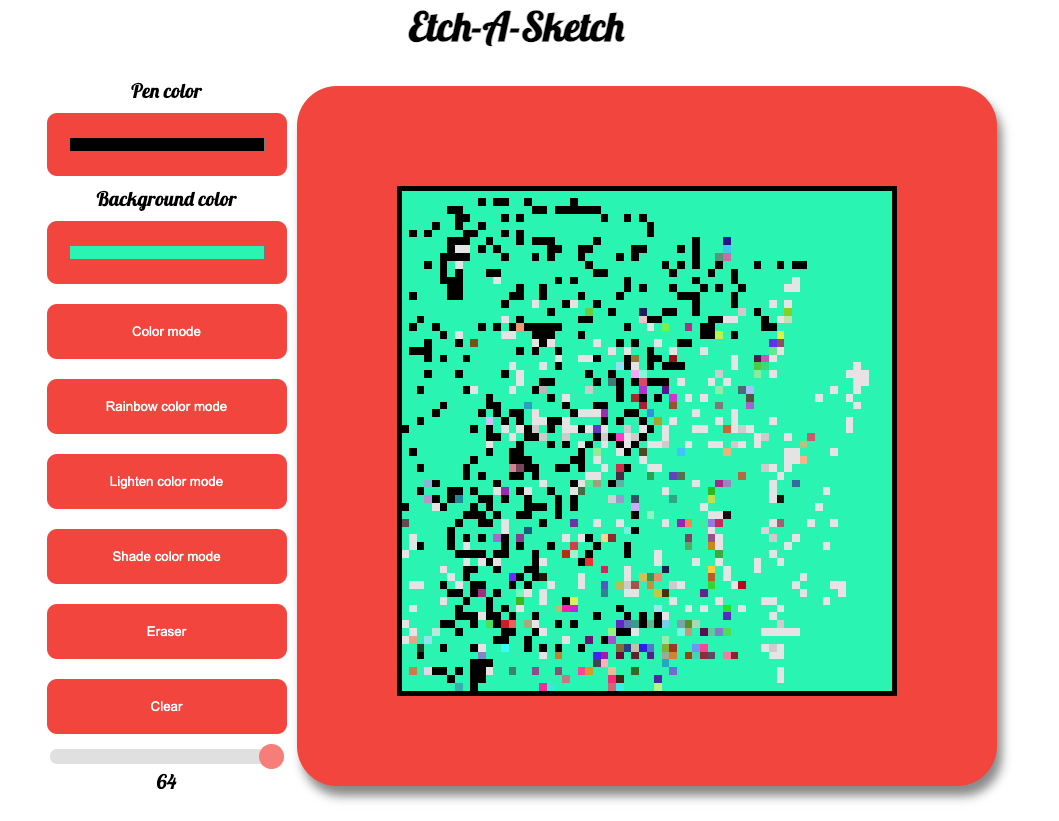 Etch-A-Sketch
Pen color
Background color
Color mode
Rainbow color mode
Lighten color mode
Shade color mode
Eraser
Clear
64